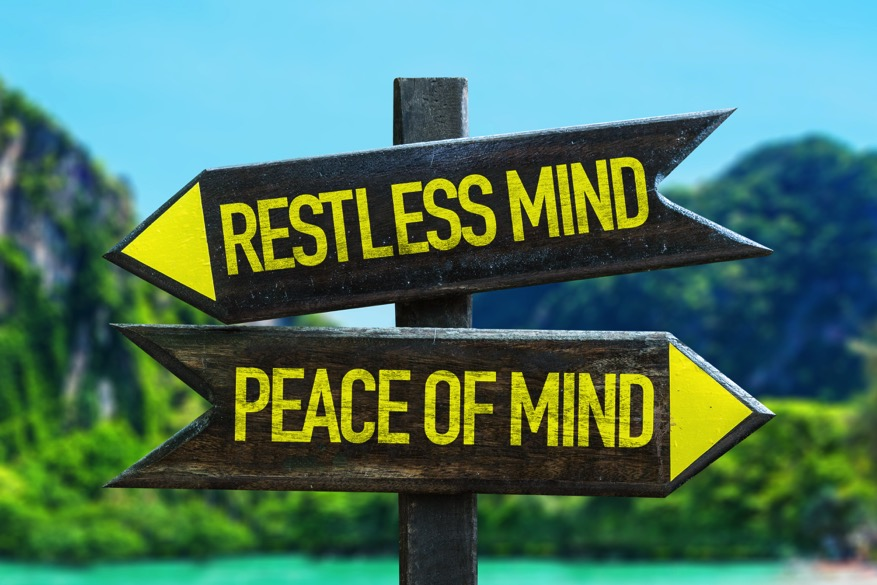 RESTLESS MIND
PEACE OF MIND